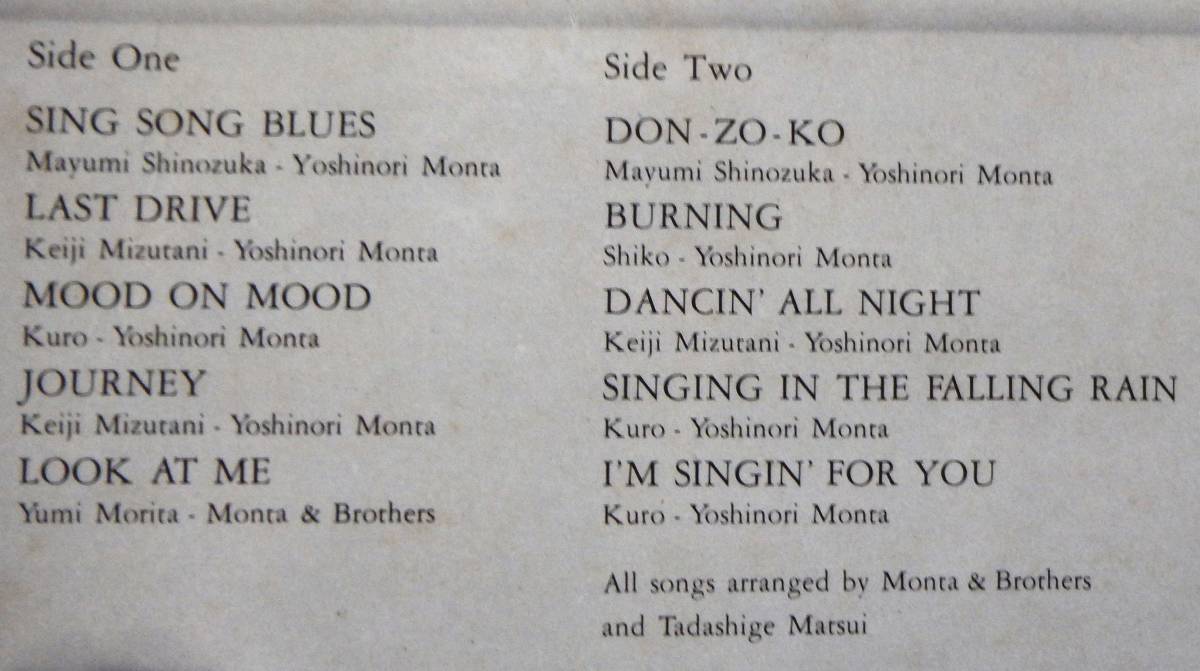 Side One
SING SONG BLUES
Mayumi Shinozuka - Yoshinori Monta
LAST DRIVE
Keiji Mizutani - Yoshinori Monta
MOOD ON MOOD
Kuro - Yoshinori Monta
JOURNEY
Keiji Mizutani - Yoshinori Monta
LOOK AT ME
Yumi Morita - Monta & Brothers
Side Two
DON-ZO-KO
Mayumi Shinozuka - Yoshinori Monta
BURNING
Shiko - Yoshinori Monta
DANCIN' ALL NIGHT
Keiji Mizutani - Yoshinori Monta
SINGING IN THE FALLING RAIN
Kuro - Yoshinori Monta
I'M SINGIN' FOR YOU
Kuro - Yoshinori Monta
All songs arranged by Monta & Brothers
and Tadashige Matsui